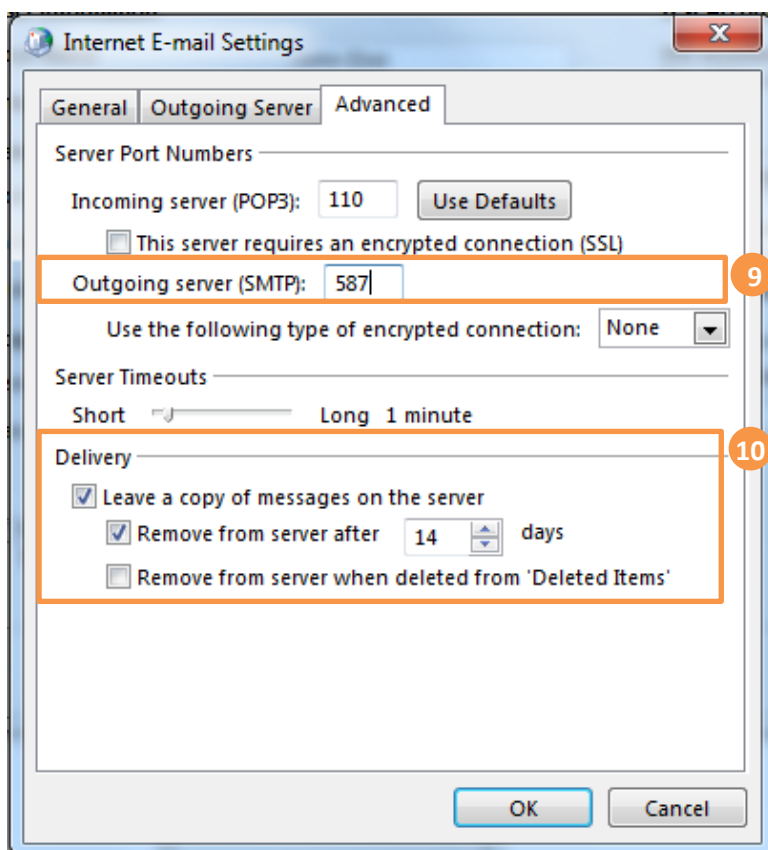 Internet E-mail Settings
X
General Outgoing Server Advanced
Server Port Numbers
Incoming server (POP3): 110 Use Defaults
This server requires an encrypted connection (SSL)
Outgoing server (SMTP): 587
9
Use the following type of encrypted connection: None
Server Timeouts
Short Long 1 minute
10
Delivery
Leave a copy of messages on the server
Remove from server after 14 days
Remove from server when deleted from 'Deleted Items'
OK Cancel